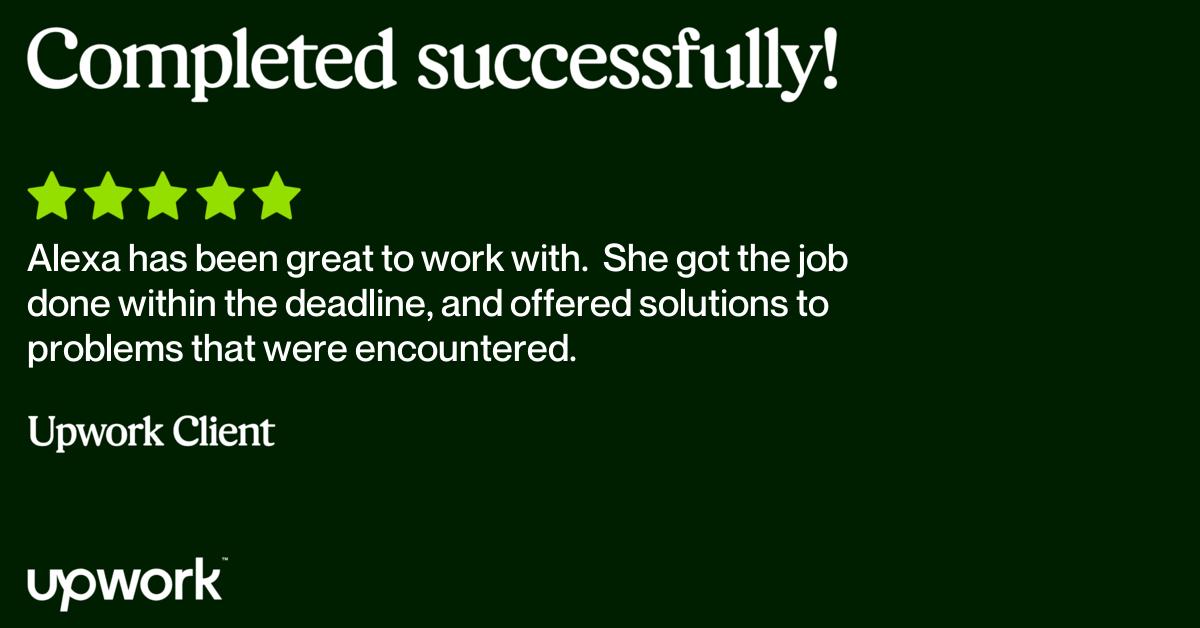 Completed successfully!
Alexa has been great to work with.  She got the job
done within the deadline, and offered solutions to
problems that were encountered.
Upwork Client
upwork™